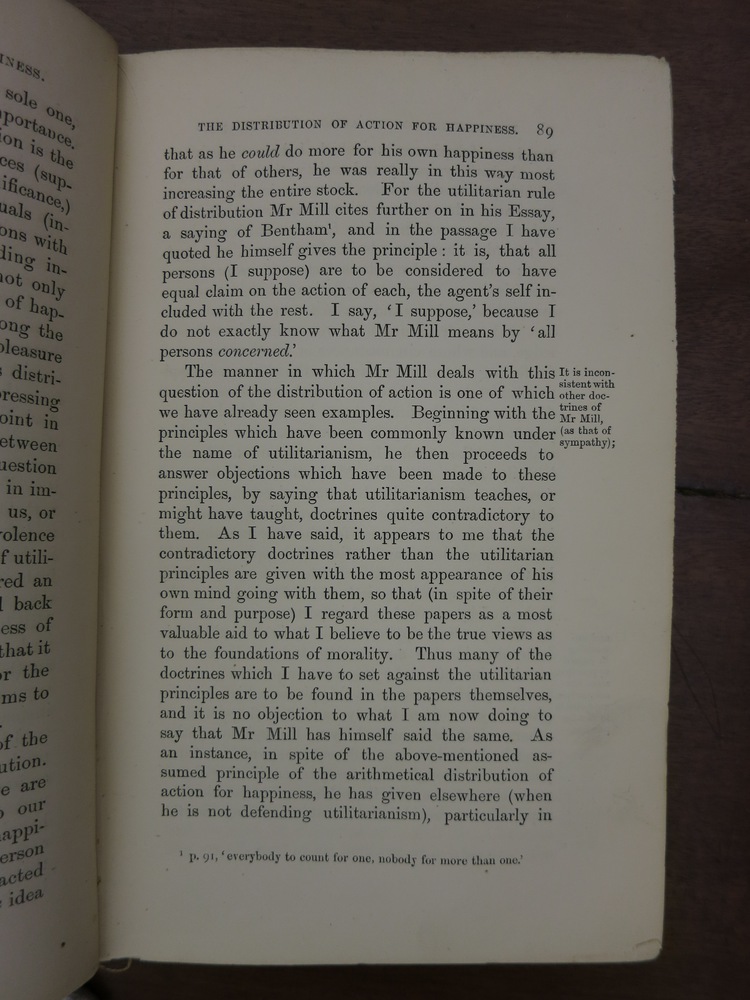 INESS.
sole one,
portance.
ion is the
ces (sup-
ificance,)
uals (in-
ons with
ding in-
not only
of hap-
ong the
pleasure
distri-
pressing
oint in
etween
uestion
in im-
us, or
volence
f utili-
red an
back
ess of
that it
or the
ms to
of the
ution.
e are
our
happi-
erson
acted
idea
THE DISTRIBUTION OF ACTION FOR HAPPINESS. 89
that as he could do more for his own happiness than
for that of others, he was really in this way most
increasing the entire stock. For the utilitarian rule
of distribution Mr Mill cites further on in his Essay,
a saying of Bentham¹, and in the passage I have
quoted he himself gives the principle : it is, that all
persons (I suppose) are to be considered to have
equal claim on the action of each, the agent's self in-
cluded with the rest. I say, 'I suppose,' because I
do not exactly know what Mr Mill means by 'all
persons concerned.'
The manner in which Mr Mill deals with this
question of the distribution of action is one of which
we have already seen examples. Beginning with the
principles which have been commonly known under
the name of utilitarianism, he then proceeds to
answer objections which have been made to these
principles, by saying that utilitarianism teaches, or
might have taught, doctrines quite contradictory to
them. As I have said, it appears to me that the
contradictory doctrines rather than the utilitarian
principles are given with the most appearance of his
own mind going with them, so that (in spite of their
form and purpose) I regard these papers as a most
valuable aid to what I believe to be the true views as
to the foundations of morality. Thus many of the
doctrines which I have to set against the utilitarian
principles are to be found in the papers themselves,
and it is no objection to what I am now doing to
say that Mr Mill has himself said the same. As
an instance, in spite of the above-mentioned as-
sumed principle of the arithmetical distribution of
action for happiness, he has given elsewhere (when
he is not defending utilitarianism), particularly in
It is incon-
sistent with
other doc-
trines of
Mr Mill,
(as that of
sympathy);
¹ p. 91, 'everybody to count for one, nobody for more than one.'